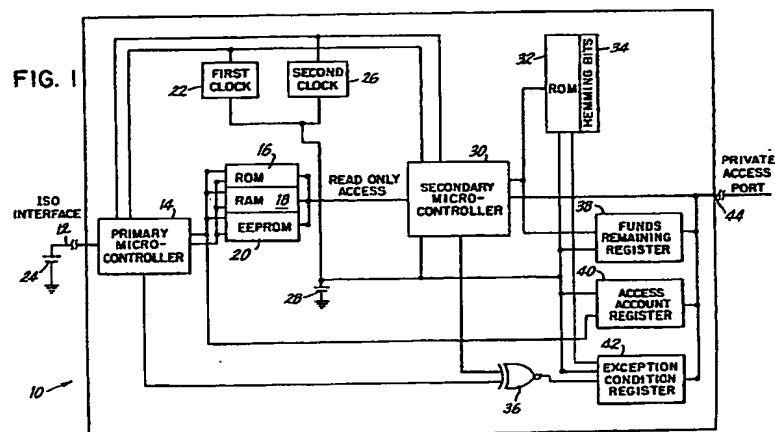 FIG. 1
FIRST
CLOCK
22
SECOND
CLOCK
26
32
ROM
HEMMING BITS
34
ISO
INTERFACE
12
24
14
PRIMARY
MICRO-
CONTROLLER
16
ROM
RAM
18
EEPROM
20
READ ONLY
ACCESS
28
30
SECONDARY
MICRO-
CONTROLLER
PRIVATE
ACCESS
PORT
44
38
FUNDS
REMAINING
REGISTER
40
ACCESS
ACCOUNT
REGISTER
42
EXCEPTION
CONDITION
REGISTER
36
10